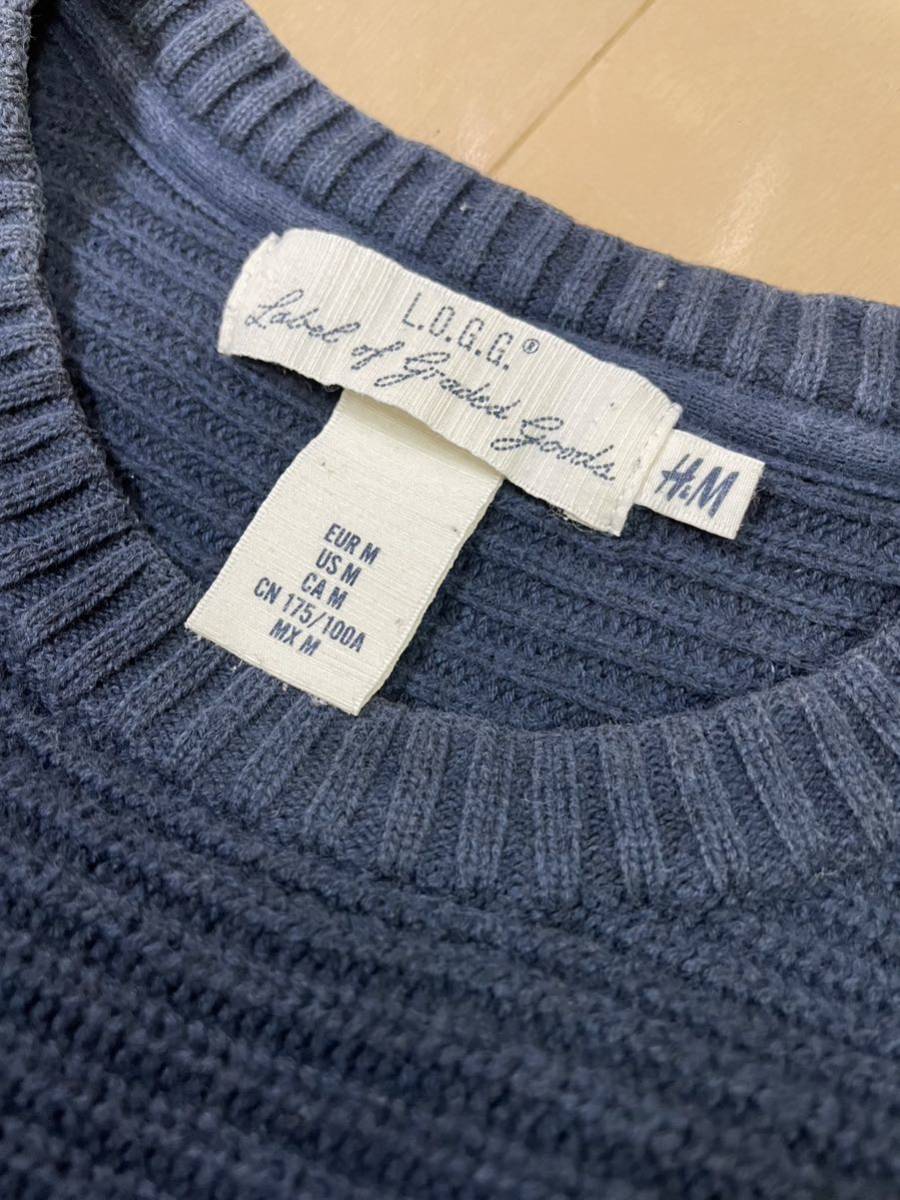 L.O.G.G.®
Label of Graded Goods
H&M
EUR M
US M
CA M
CN 175/100A
MX M